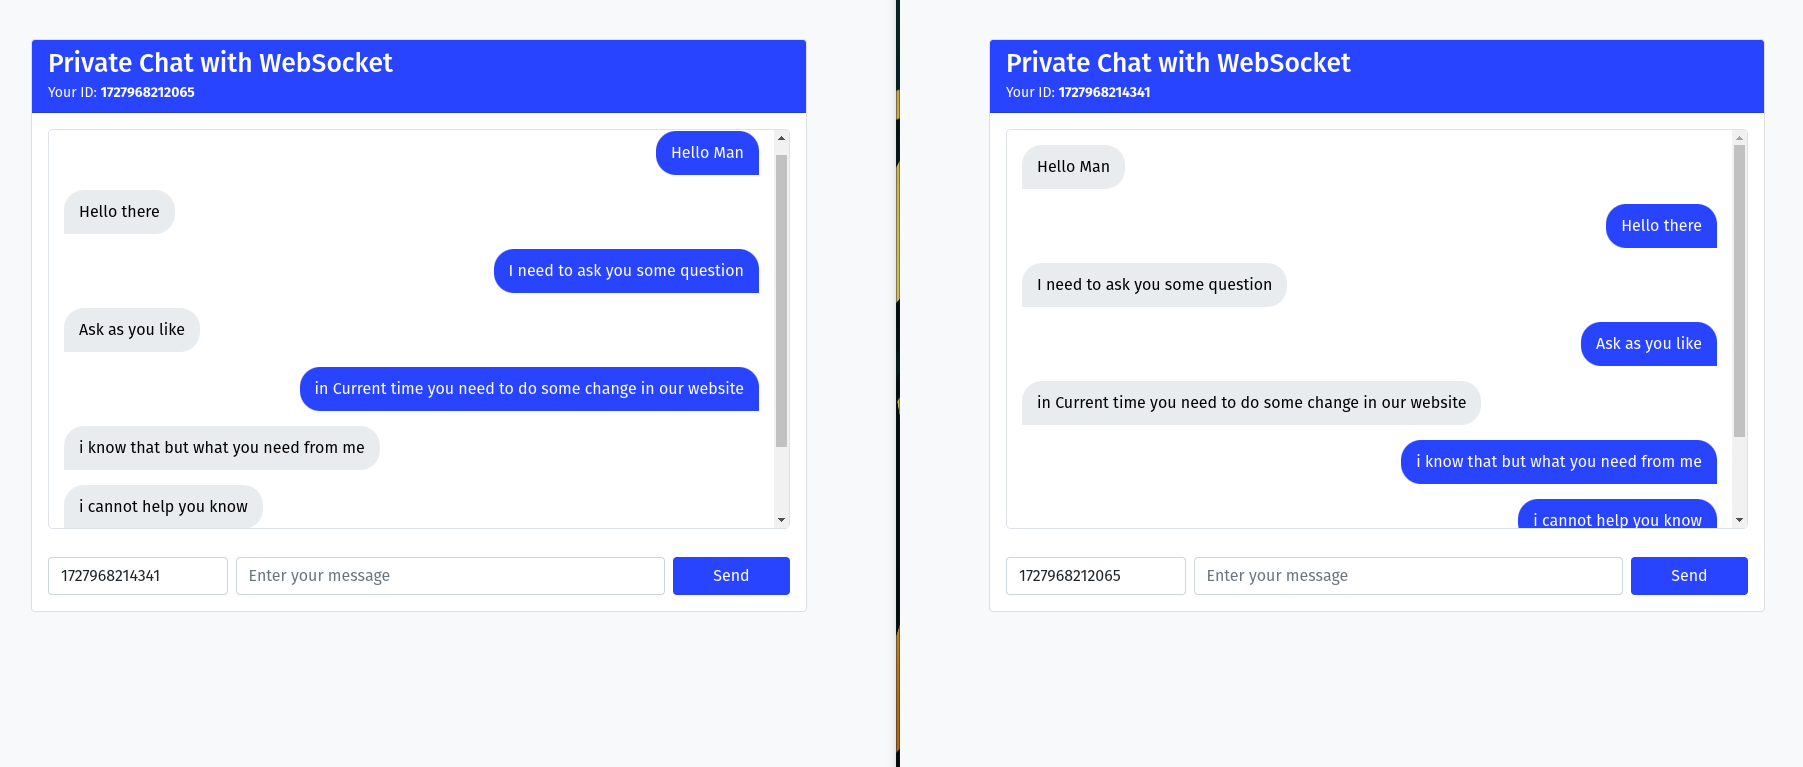 Private Chat with WebSocket
Your ID: 1727968212065
Hello Man
Hello there
I need to ask you some question
Ask as you like
in Current time you need to do some change in our website
i know that but what you need from me
i cannot help you know
1727968214341
Enter your message
Send
Private Chat with WebSocket
Your ID: 1727968214341
Hello Man
Hello there
I need to ask you some question
Ask as you like
in Current time you need to do some change in our website
i know that but what you need from me
i cannot help you know
1727968212065
Enter your message
Send